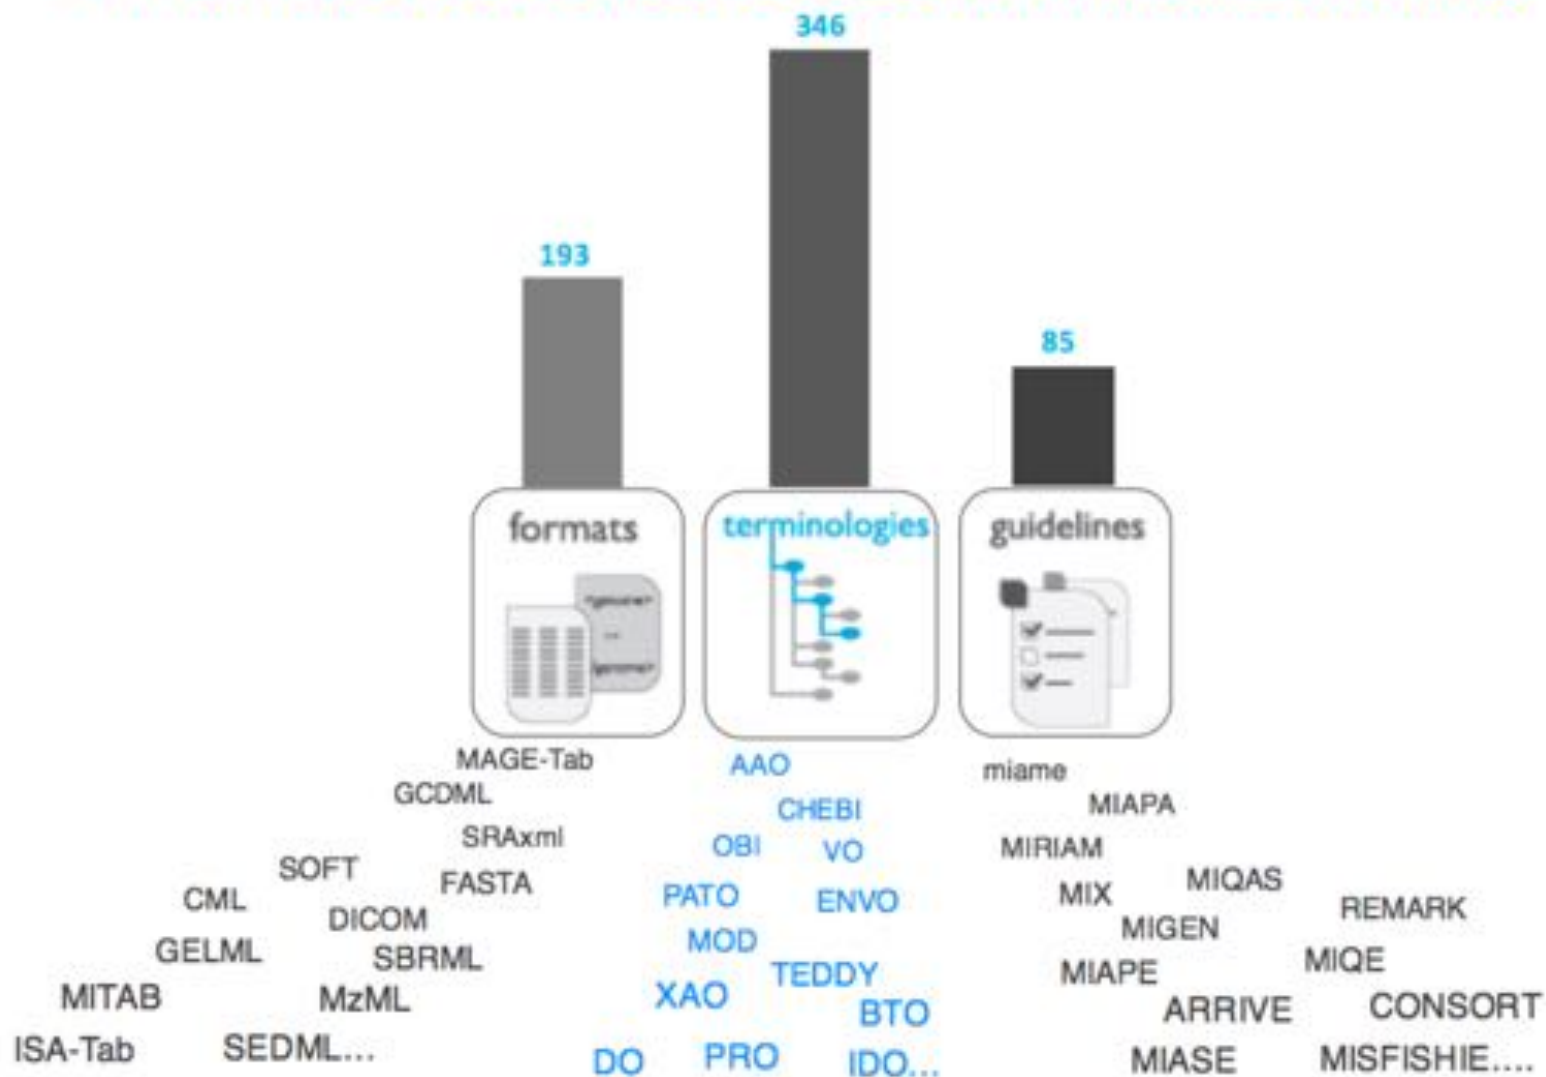 346
193
85
formats
terminologies
guidelines
MAGE-Tab
GCDML
SRAxml
SOFT
FASTA
CML
DICOM
GELML
SBRML
MITAB
MzML
ISA-Tab
SEDML...
AAO
CHEBI
OBI
VO
PATO
ENVO
MOD
TEDDY
XAO
BTO
DO
PRO
IDO...
miame
MIAPA
MIRIAM
MIQAS
MIX
REMARK
MIGEN
MIQE
MIAPE
ARRIVE
CONSORT
MIASE
MISFISHIE....